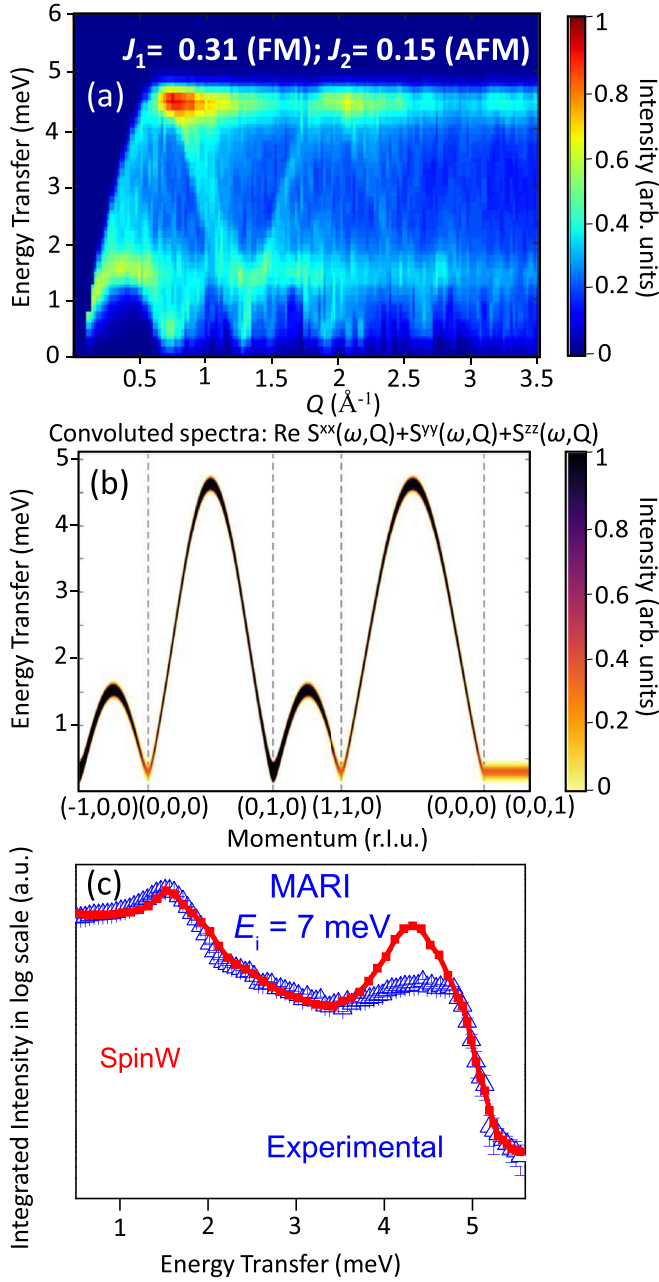 J₁= 0.31 (FM); J₂= 0.15 (AFM)
(a)
Energy Transfer (meV)
6
5
4
3
2
1
0
0.5
1
1.5
2
2.5
3
3.5
Q (Å⁻¹)
1
0.8
0.6
0.4
0.2
0
Intensity (arb. units)
Convoluted spectra: Re Sˣˣ(ω,Q)+Sʸʸ(ω,Q)+Sᶻᶻ(ω,Q)
(b)
Energy Transfer (meV)
5
4
3
2
1
(-1,0,0)
(0,0,0)
(0,1,0)
(1,1,0)
(0,0,0)
(0,0,1)
Momentum (r.l.u.)
1
0.8
0.6
0.4
0.2
0
Intensity (arb. units)
(c)
MARI
Eᵢ = 7 meV
SpinW
Experimental
Integrated Intensity in log scale (a.u.)
1
2
3
4
5
Energy Transfer (meV)